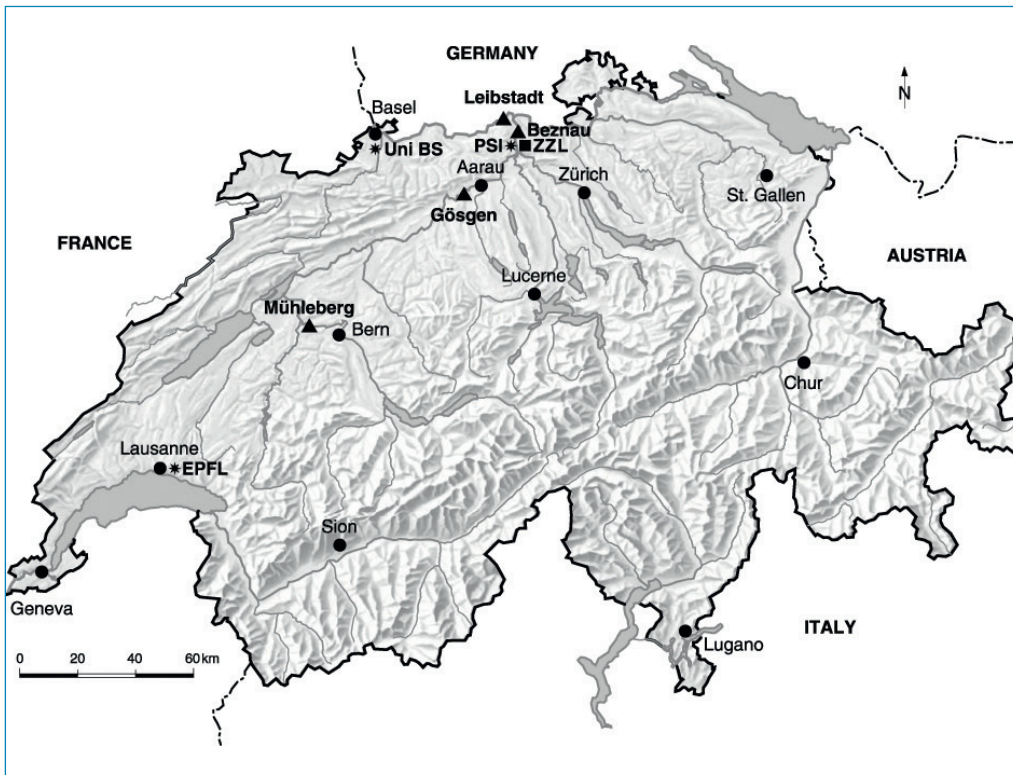 GERMANY
Leibstadt
N
Basel
Beznau
Uni BS
PSI
ZZL
Aarau
Zürich
St. Gallen
Gösgen
FRANCE
AUSTRIA
Lucerne
Mühleberg
Bern
Chur
Lausanne
EPFL
Sion
Geneva
ITALY
Lugano
0 20 40 60 km